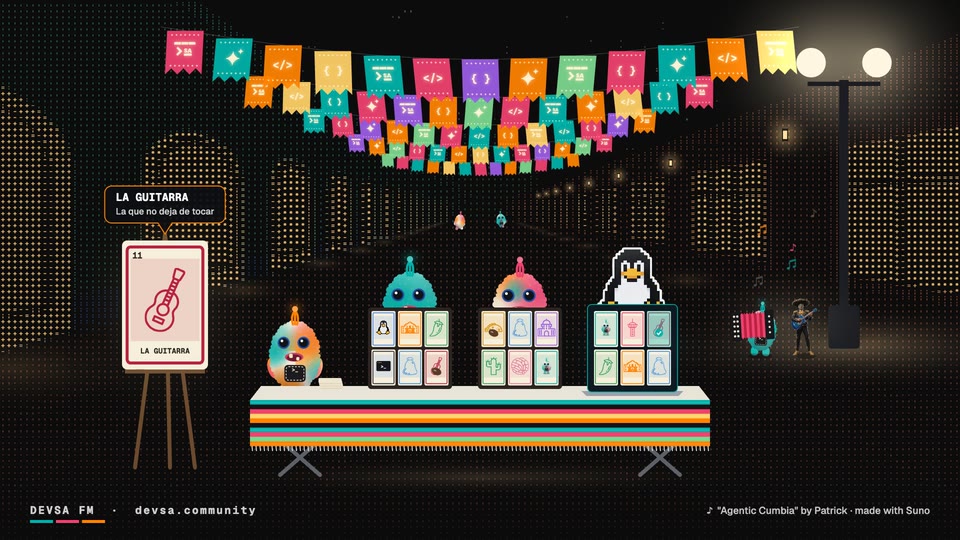 LA GUITARRA
La que no deja de tocar
11
LA GUITARRA
DEVSA FM · devsa.community
♪ "Agentic Cumbia" by Patrick · made with Suno